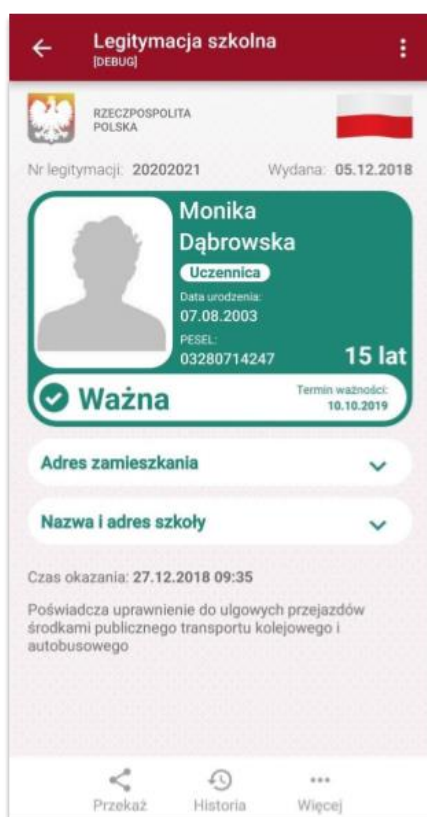 Legitymacja szkolna
[DEBUG]
RZECZPOSPOLITA
POLSKA
Nr legitymacji: 20202021 Wydana: 05.12.2018
Monika
Dąbrowska
Uczennica
Data urodzenia:
07.08.2003
PESEL:
03280714247
15 lat
Ważna
Termin ważności:
10.10.2019
Adres zamieszkania
Nazwa i adres szkoły
Czas okazania: 27.12.2018 09:35
Poświadcza uprawnienie do ulgowych przejazdów
środkami publicznego transportu kolejowego i
autobusowego
Przekaż Historia Więcej